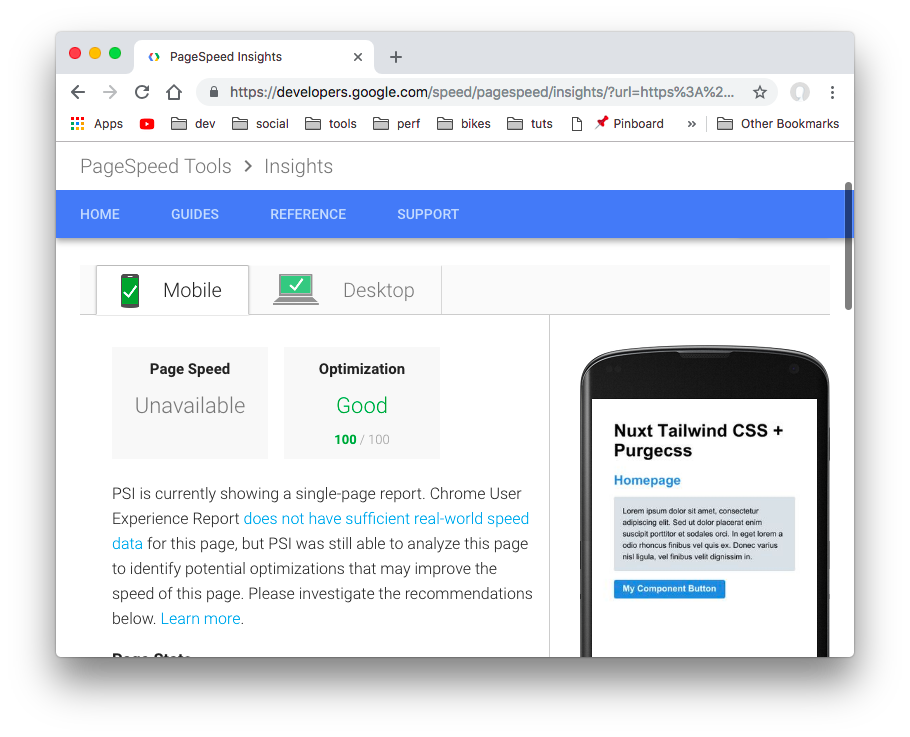 PageSpeed Insights
https://developers.google.com/speed/pagespeed/insights/?url=https%3A%2...
Apps dev social tools perf bikes tuts Pinboard » Other Bookmarks
PageSpeed Tools > Insights
HOME GUIDES REFERENCE SUPPORT
Mobile Desktop
Page Speed
Unavailable
Optimization
Good
100 / 100
PSI is currently showing a single-page report. Chrome User
Experience Report does not have sufficient real-world speed
data for this page, but PSI was still able to analyze this page
to identify potential optimizations that may improve the
speed of this page. Please investigate the recommendations
below. Learn more.
Page Stats
Nuxt Tailwind CSS +
Purgecss
Homepage
Lorem ipsum dolor sit amet, consectetur
adipiscing elit. Sed ut dolor placerat enim
suscipit porttitor et sodales orci. In eget lorem a
odio rhoncus finibus vel quis ex. Donec varius
nisl ligula, vel finibus velit dignissim in.
My Component Button